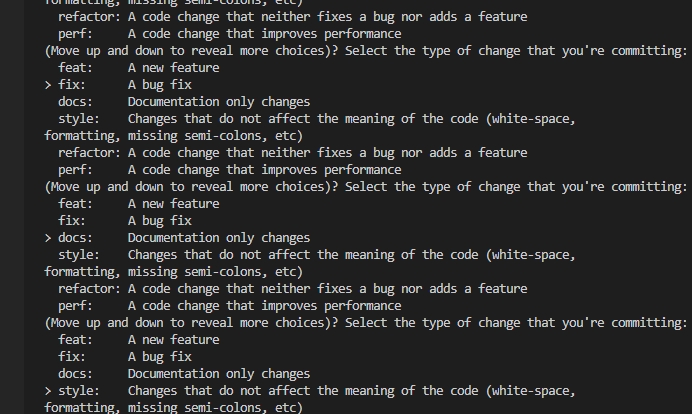 formatting, missing semi-colons, etc)
refactor: A code change that neither fixes a bug nor adds a feature
perf: A code change that improves performance
(Move up and down to reveal more choices)? Select the type of change that you're committing:
feat: A new feature
> fix: A bug fix
docs: Documentation only changes
style: Changes that do not affect the meaning of the code (white-space,
formatting, missing semi-colons, etc)
refactor: A code change that neither fixes a bug nor adds a feature
perf: A code change that improves performance
(Move up and down to reveal more choices)? Select the type of change that you're committing:
feat: A new feature
fix: A bug fix
> docs: Documentation only changes
style: Changes that do not affect the meaning of the code (white-space,
formatting, missing semi-colons, etc)
refactor: A code change that neither fixes a bug nor adds a feature
perf: A code change that improves performance
(Move up and down to reveal more choices)? Select the type of change that you're committing:
feat: A new feature
fix: A bug fix
docs: Documentation only changes
> style: Changes that do not affect the meaning of the code (white-space,
formatting, missing semi-colons, etc)